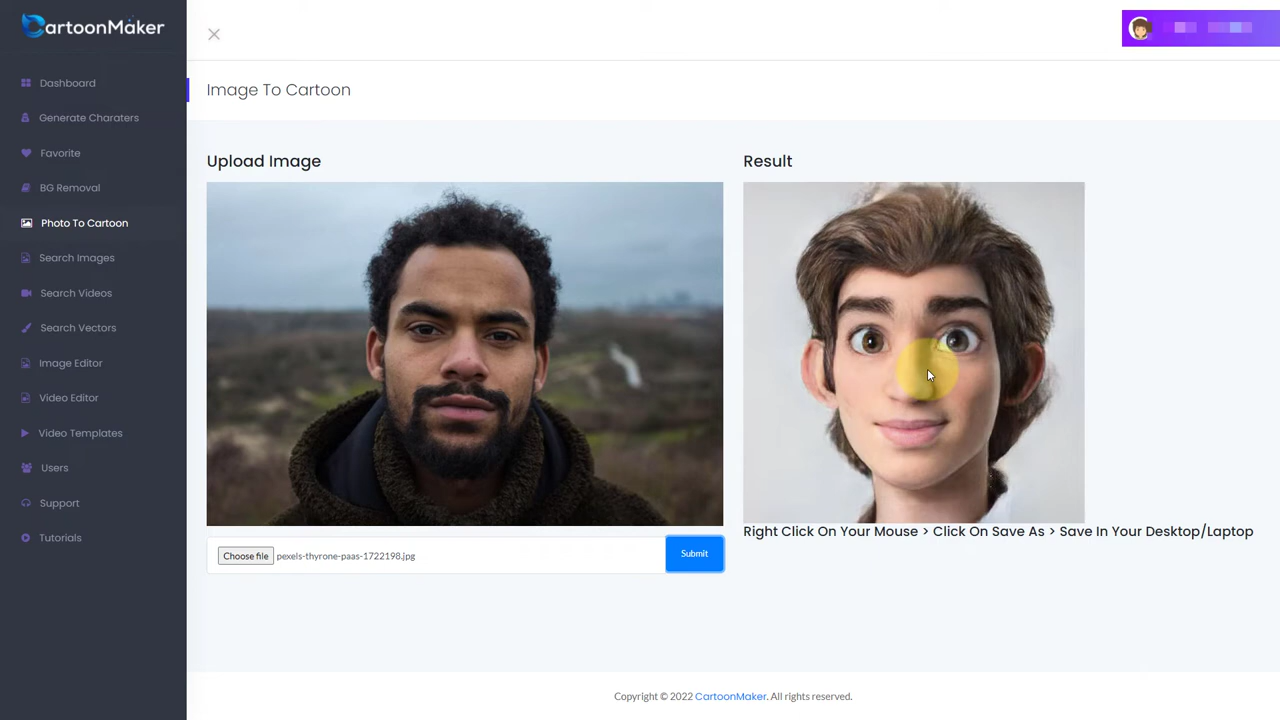 CartoonMaker
Dashboard
Generate Charaters
Favorite
BG Removal
Photo To Cartoon
Search Images
Search Videos
Search Vectors
Image Editor
Video Editor
Video Templates
Users
Support
Tutorials
Image To Cartoon
Upload Image
Choose file pexels-thyrone-paas-1722198.jpg
Submit
Result
Right Click On Your Mouse > Click On Save As > Save In Your Desktop/Laptop
Copyright © 2022 CartoonMaker. All rights reserved.